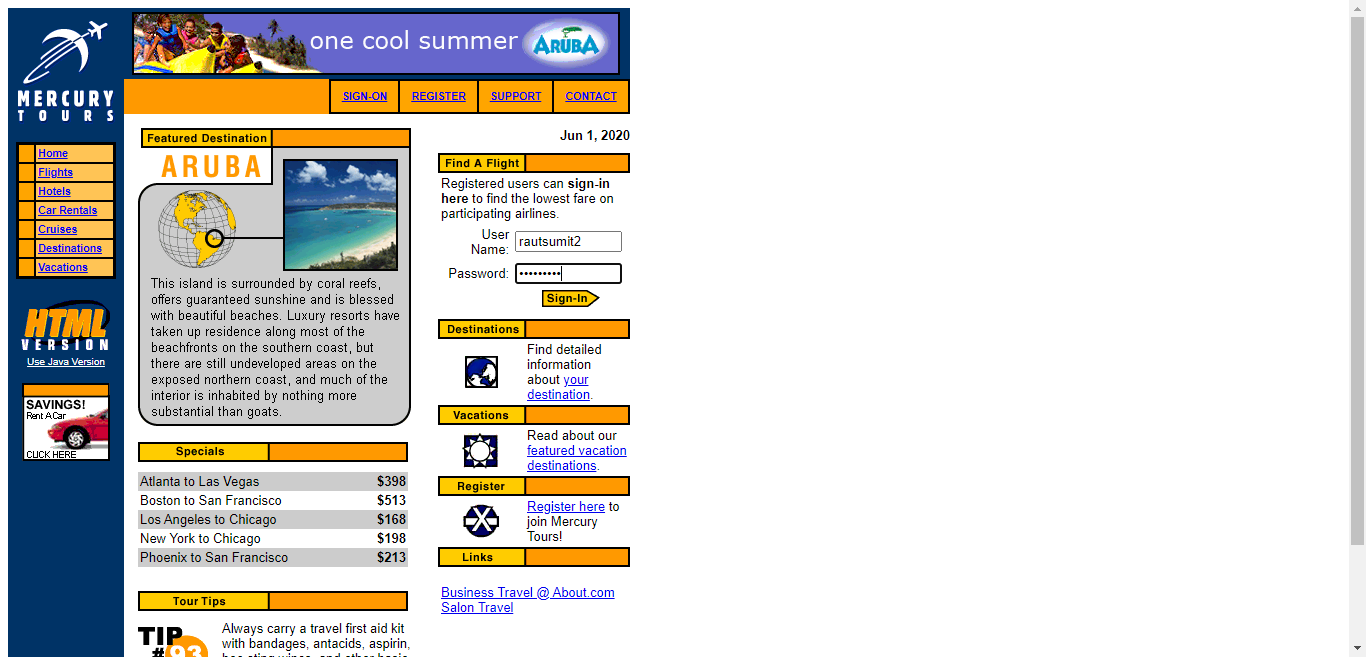 one cool summer ARUBA
MERCURY
TOURS
SIGN-ON REGISTER SUPPORT CONTACT
Home
Flights
Hotels
Car Rentals
Cruises
Destinations
Vacations
HTML
VERSION
Use Java Version
SAVINGS!
Rent A Car
CLICK HERE
Featured Destination
ARUBA
This island is surrounded by coral reefs,
offers guaranteed sunshine and is blessed
with beautiful beaches. Luxury resorts have
taken up residence along most of the
beachfronts on the southern coast, but
there are still undeveloped areas on the
exposed northern coast, and much of the
interior is inhabited by nothing more
substantial than goats.
Specials
Atlanta to Las Vegas $398
Boston to San Francisco $513
Los Angeles to Chicago $168
New York to Chicago $198
Phoenix to San Francisco $213
Tour Tips
TIP
#93
Always carry a travel first aid kit
with bandages, antacids, aspirin,
Jun 1, 2020
Find A Flight
Registered users can sign-in
here to find the lowest fare on
participating airlines.
User
Name: rautsumit2
Password: •••••••••
Sign-In
Destinations
Find detailed
information
about your
destination.
Vacations
Read about our
featured vacation
destinations.
Register
Register here to
join Mercury
Tours!
Links
Business Travel @ About.com
Salon Travel